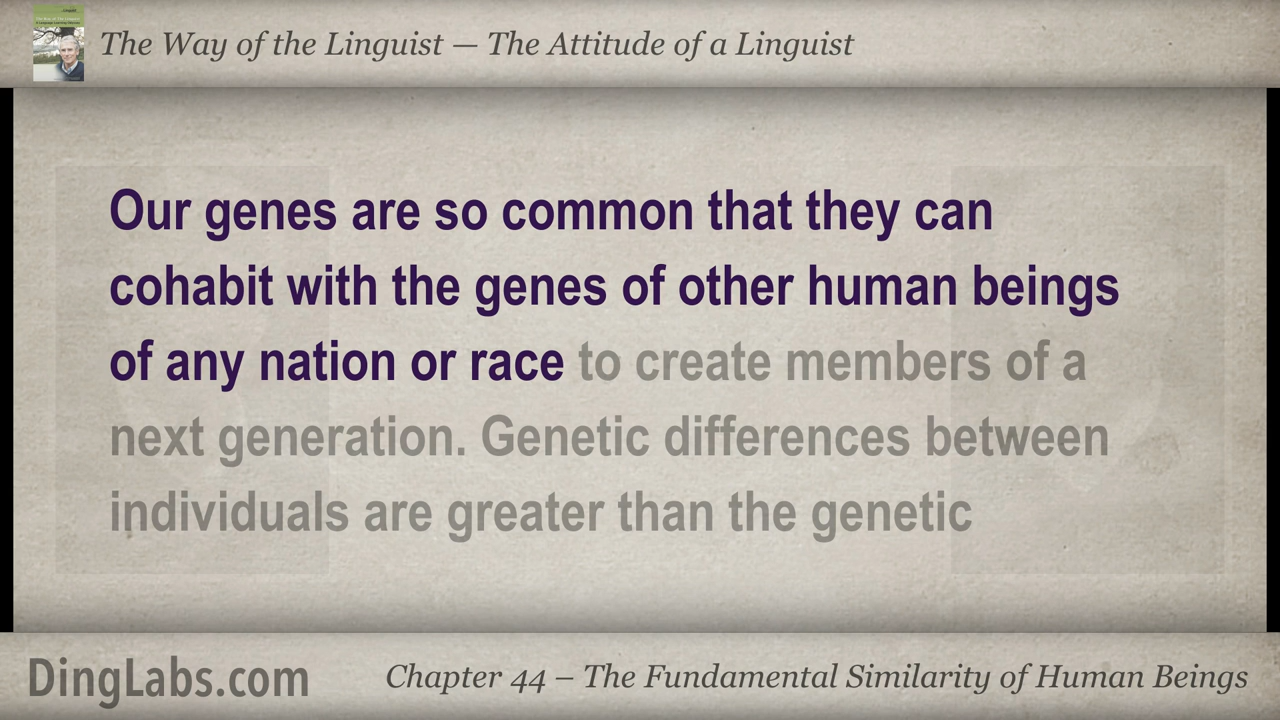 The Way of the Linguist — The Attitude of a Linguist
Our genes are so common that they can
cohabit with the genes of other human beings
of any nation or race to create members of a
next generation. Genetic differences between
individuals are greater than the genetic
DingLabs.com
Chapter 44 – The Fundamental Similarity of Human Beings